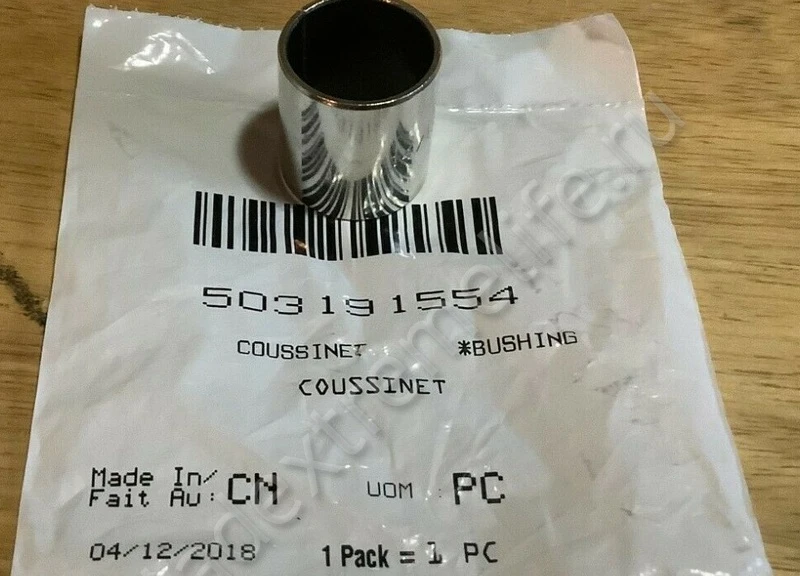 503191554
COUSSINET *BUSHING
COUSSINET
Made In/
Fait Au: CN UOM : PC
04/12/2018 1 Pack = 1 PC